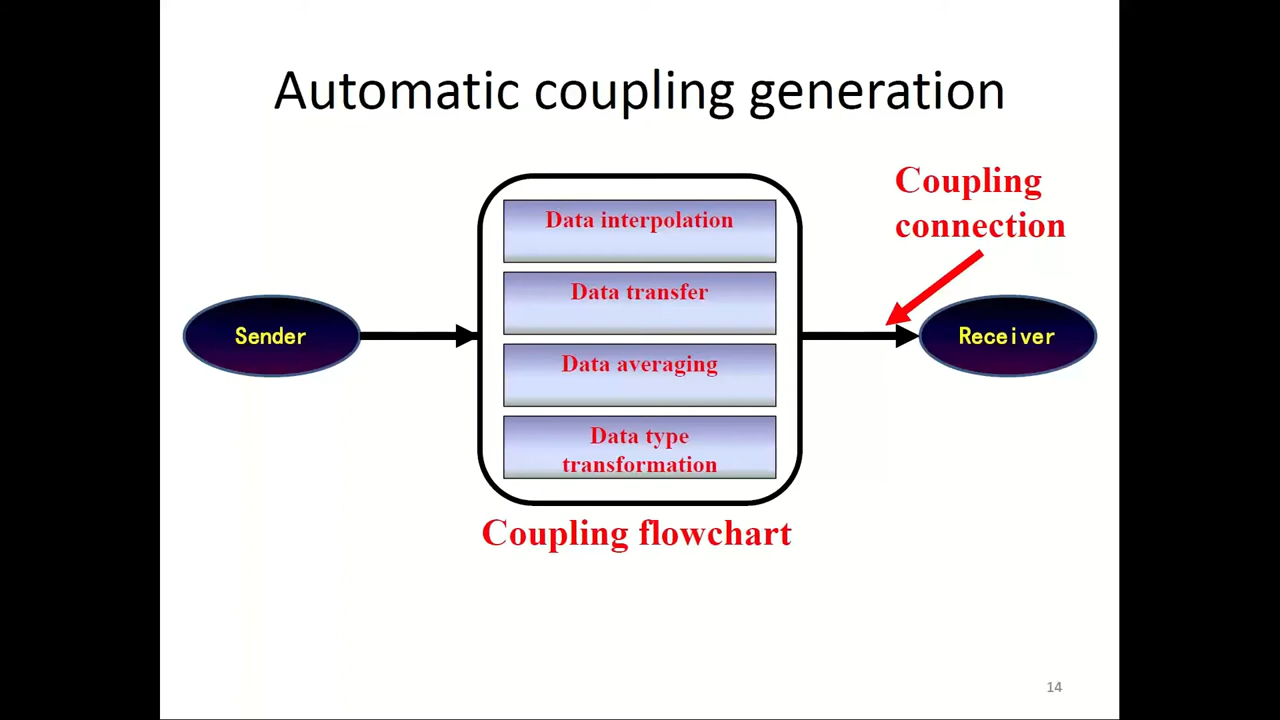 Automatic coupling generation
Coupling
connection
Data interpolation
Data transfer
Sender
Receiver
Data averaging
Data type
transformation
Coupling flowchart
14